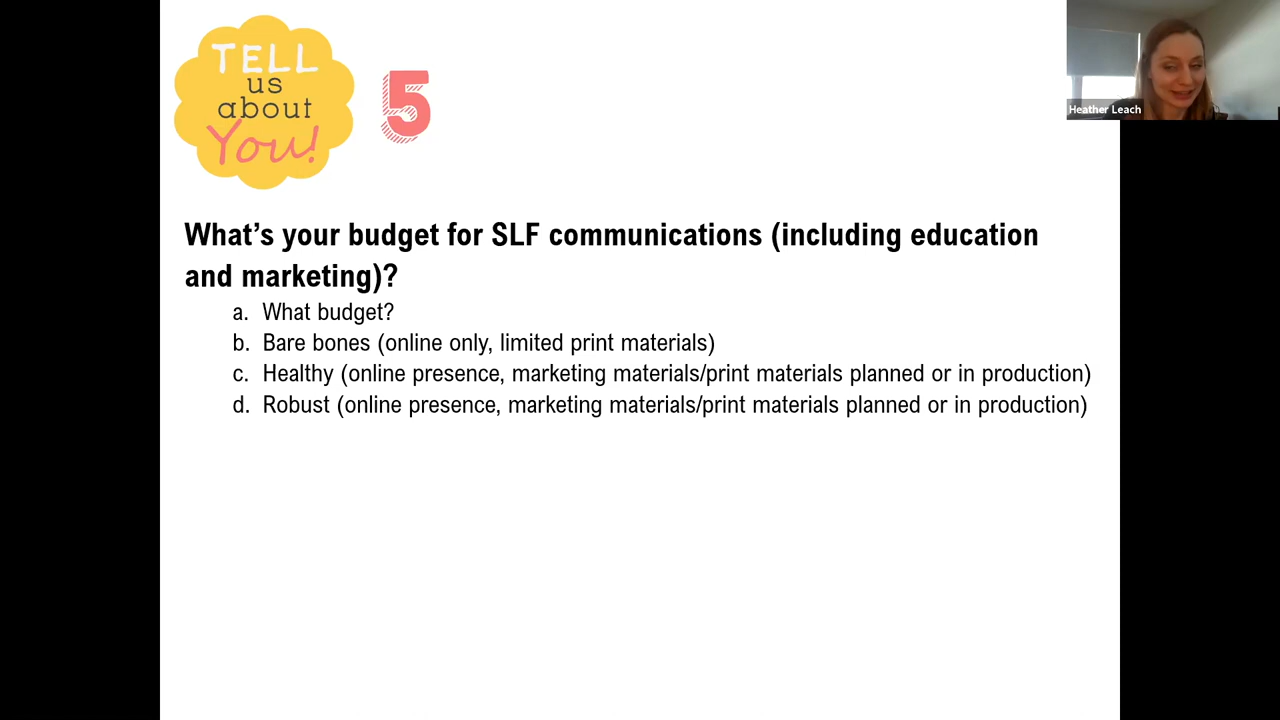 TELL
us
about
You!
5
Heather Leach
What's your budget for SLF communications (including education
and marketing)?
a. What budget?
b. Bare bones (online only, limited print materials)
c. Healthy (online presence, marketing materials/print materials planned or in production)
d. Robust (online presence, marketing materials/print materials planned or in production)